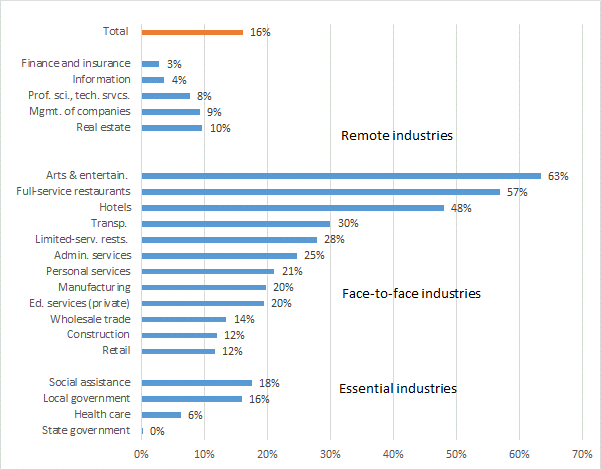 Total 16%
Finance and insurance 3%
Information 4%
Prof. sci., tech. srvcs. 8%
Mgmt. of companies 9%
Real estate 10%
Remote industries
Arts & entertain. 63%
Full-service restaurants 57%
Hotels 48%
Transp. 30%
Limited-serv. rests. 28%
Admin. services 25%
Personal services 21%
Manufacturing 20%
Ed. services (private) 20%
Face-to-face industries
Wholesale trade 14%
Construction 12%
Retail 12%
Social assistance 18%
Essential industries
Local government 16%
Health care 6%
State government 0%
0% 10% 20% 30% 40% 50% 60% 70%